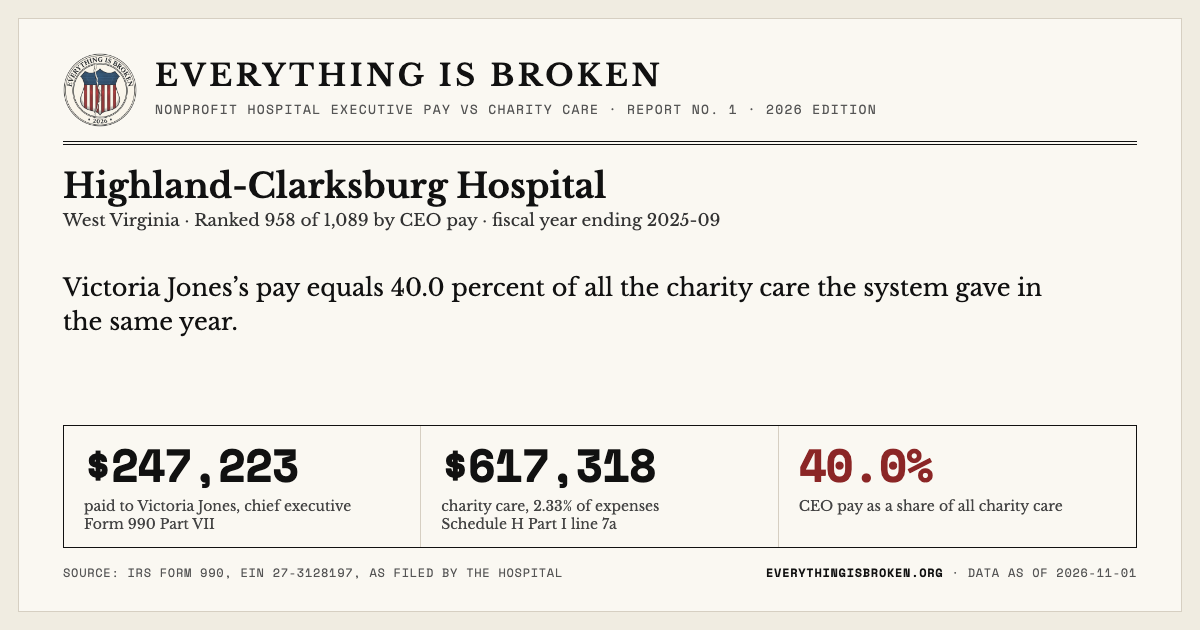 EVERYTHING IS BROKEN
2026
EVERYTHING IS BROKEN
NONPROFIT HOSPITAL EXECUTIVE PAY VS CHARITY CARE · REPORT NO. 1 · 2026 EDITION
Highland-Clarksburg Hospital
West Virginia · Ranked 958 of 1,089 by CEO pay · fiscal year ending 2025-09
Victoria Jones’s pay equals 40.0 percent of all the charity care the system gave in
the same year.
$247,223
paid to Victoria Jones, chief executive
Form 990 Part VII
$617,318
charity care, 2.33% of expenses
Schedule H Part I line 7a
40.0%
CEO pay as a share of all charity care
SOURCE: IRS FORM 990, EIN 27-3128197, AS FILED BY THE HOSPITAL
EVERYTHINGISBROKEN.ORG · DATA AS OF 2026-11-01